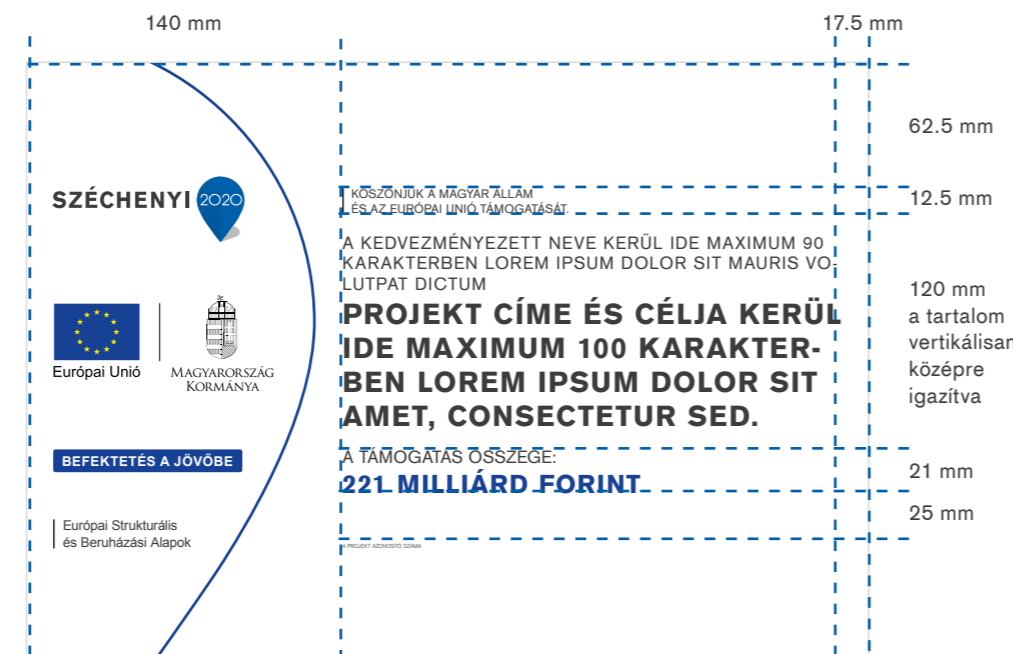 140 mm
17.5 mm
62.5 mm
12.5 mm
120 mm
a tartalom
vertikálisan
középre
igazítva
21 mm
25 mm
SZÉCHENYI 2020
Európai Unió
MAGYARORSZÁG
KORMÁNYA
BEFEKTETÉS A JÖVŐBE
Európai Strukturális
és Beruházási Alapok
KÖSZÖNJÜK A MAGYAR ÁLLAM
ÉS AZ EURÓPAI UNIÓ TÁMOGATÁSÁT.
A KEDVEZMÉNYEZETT NEVE KERÜL IDE MAXIMUM 90
KARAKTERBEN LOREM IPSUM DOLOR SIT MAURIS VO-
LUTPAT DICTUM
PROJEKT CÍME ÉS CÉLJA KERÜL
IDE MAXIMUM 100 KARAKTER-
BEN LOREM IPSUM DOLOR SIT
AMET, CONSECTETUR SED.
A TÁMOGATÁS ÖSSZEGE:
221 MILLIÁRD FORINT
A PROJEKT AZONOSÍTÓ SZÁMA